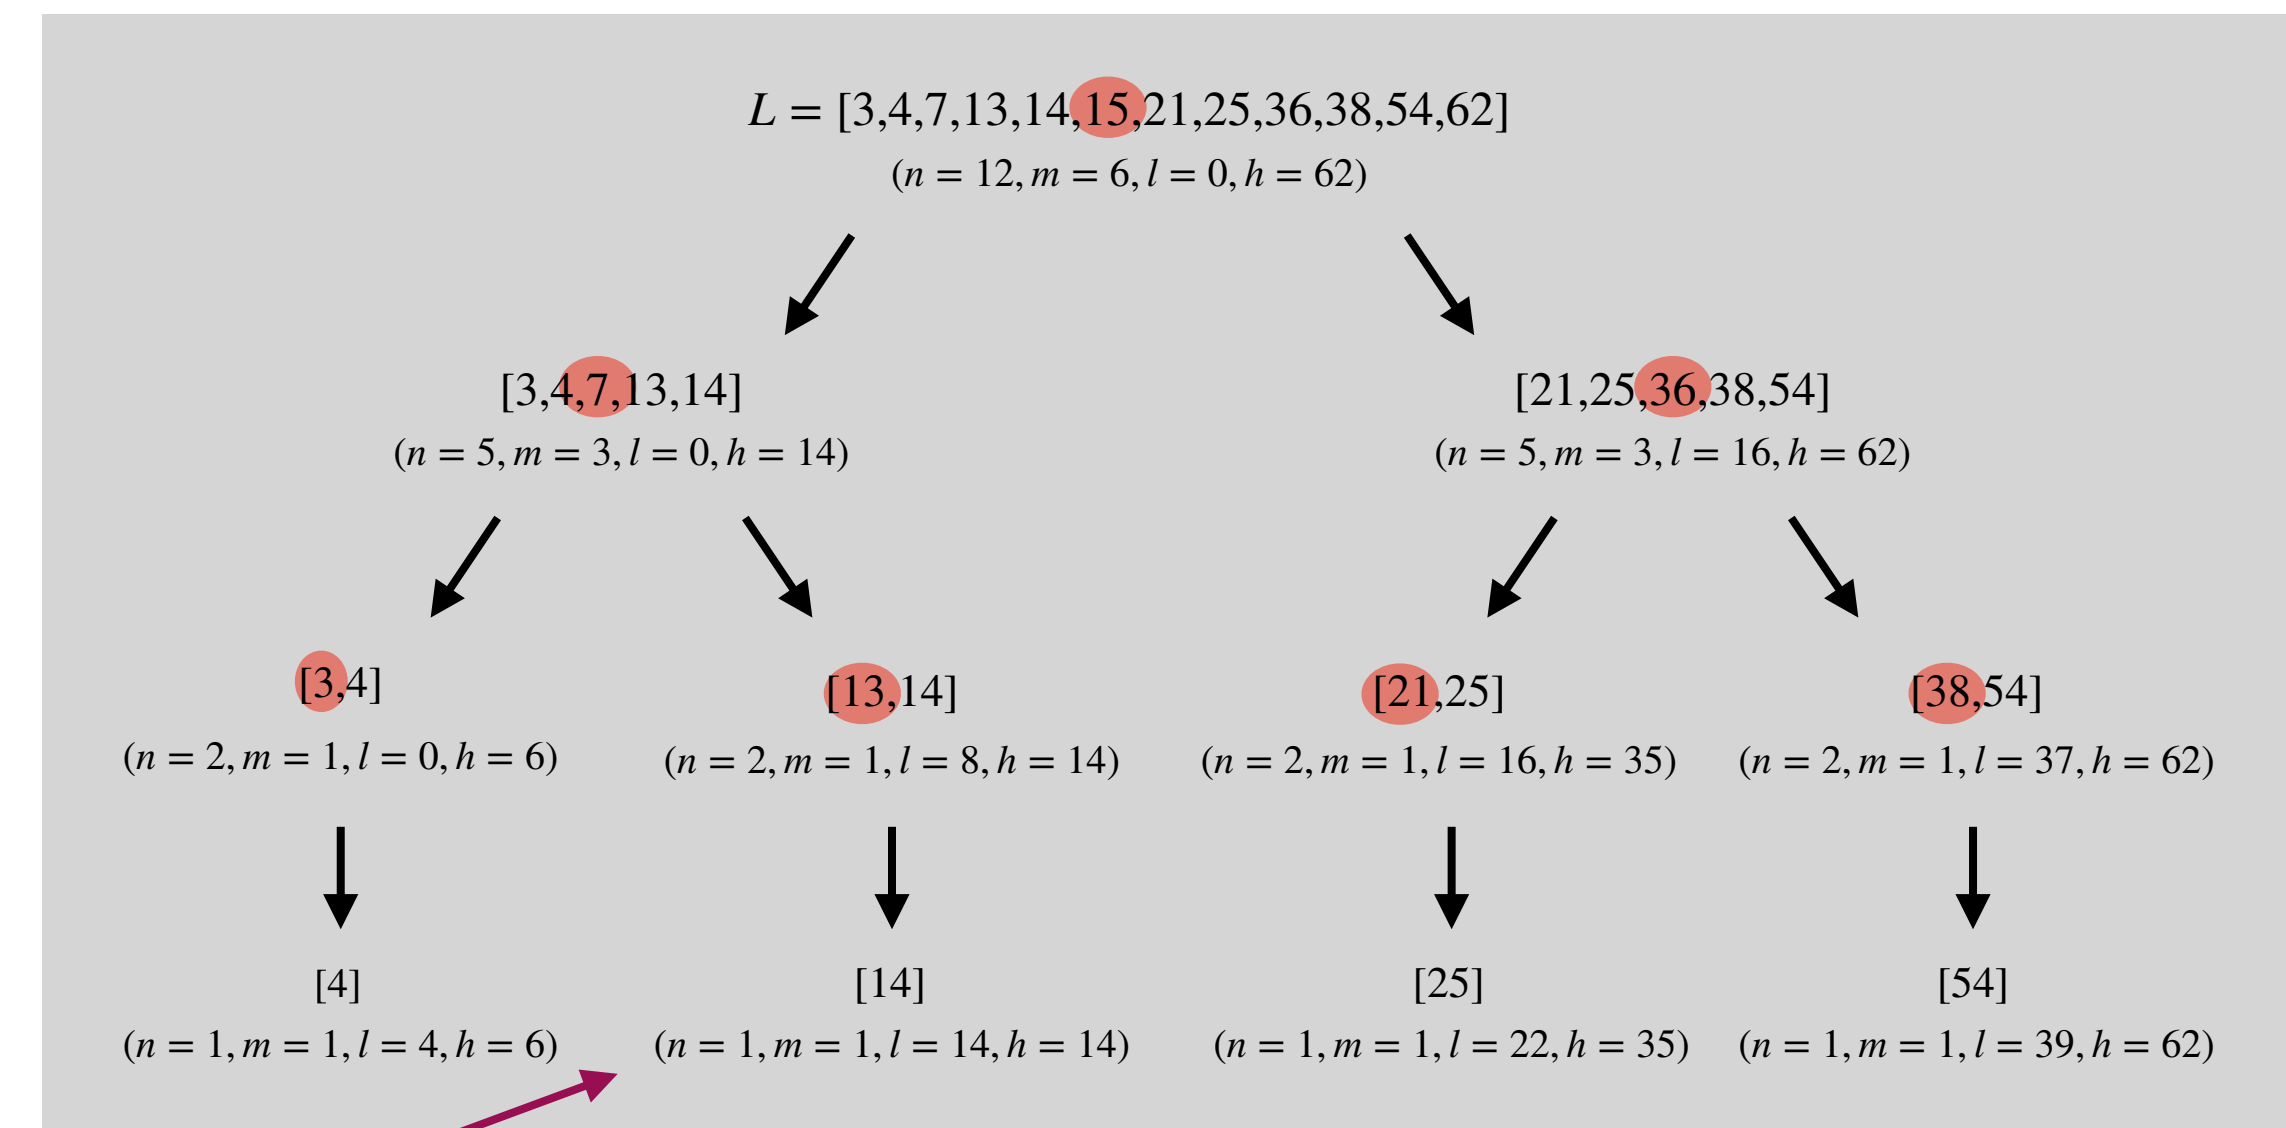 L = [3,4,7,13,14,15,21,25,36,38,54,62]
(n = 12, m = 6, l = 0, h = 62)
[3,4,7,13,14]
[21,25,36,38,54]
(n = 5, m = 3, l = 0, h = 14)
(n = 5, m = 3, l = 16, h = 62)
[3,4]
[13,14]
[21,25]
[38,54]
(n = 2, m = 1, l = 0, h = 6)
(n = 2, m = 1, l = 8, h = 14)
(n = 2, m = 1, l = 16, h = 35)
(n = 2, m = 1, l = 37, h = 62)
[4]
[14]
[25]
[54]
(n = 1, m = 1, l = 4, h = 6)
(n = 1, m = 1, l = 14, h = 14)
(n = 1, m = 1, l = 22, h = 35)
(n = 1, m = 1, l = 39, h = 62)